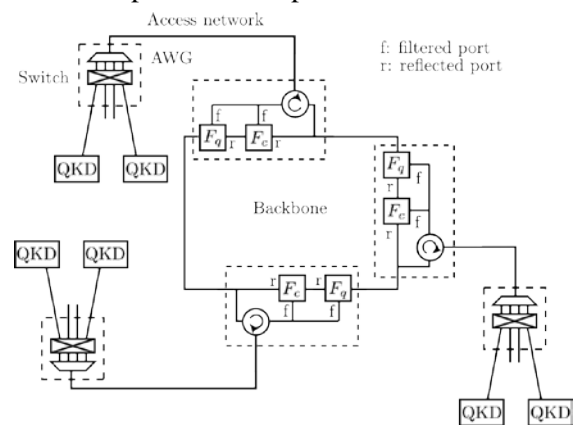 Access network
AWG
Switch
f: filtered port
r: reflected port
f
f
F_q
r
F_c
r
QKD
QKD
F_q
r
f
F_c
r
f
Backbone
QKD
QKD
r
F_c
r
F_q
f
f
QKD
QKD